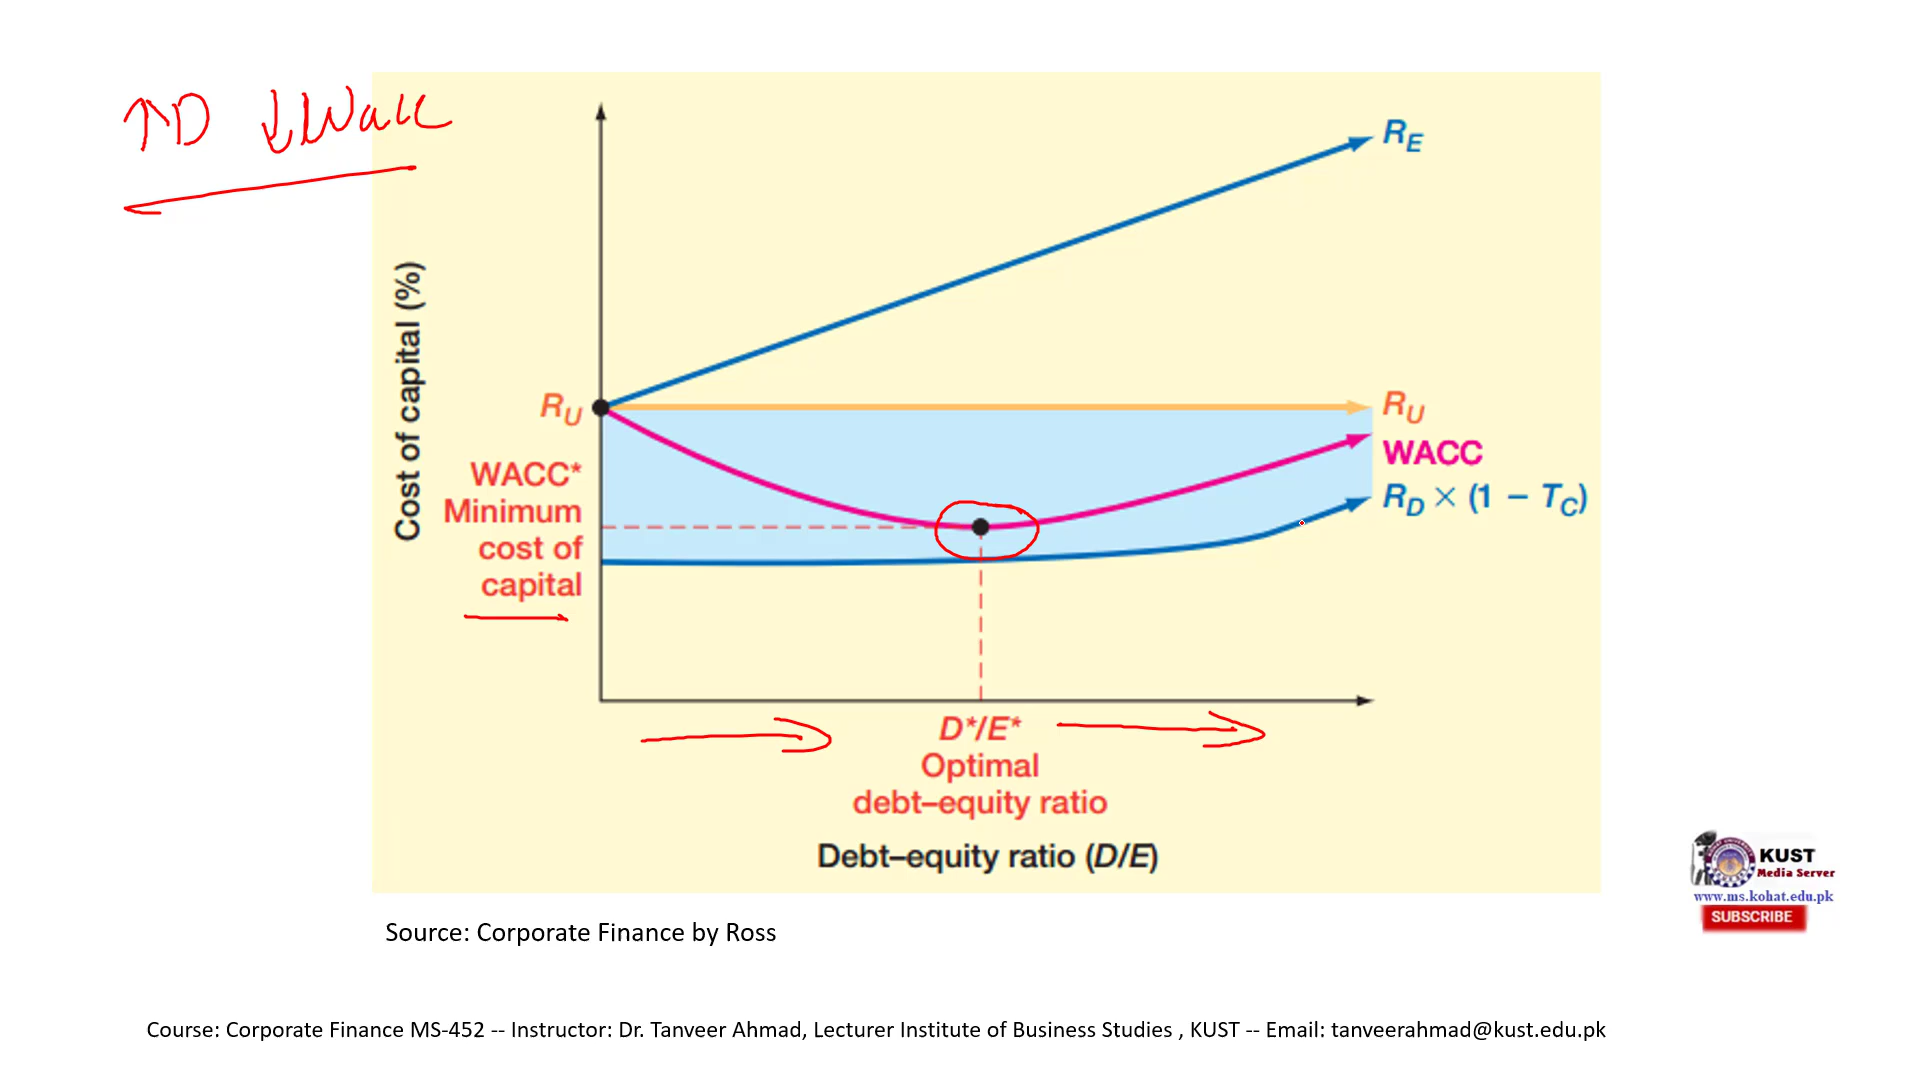 ↑D ↓Wacc
R_E
Cost of capital (%)
R_U
R_U
WACC
R_D × (1 – T_C)
WACC*
Minimum
cost of
capital
D*/E*
Optimal
debt–equity ratio
Debt–equity ratio (D/E)
KUST
Media Server
www.ms.kohat.edu.pk
SUBSCRIBE
Source: Corporate Finance by Ross
Course: Corporate Finance MS-452 -- Instructor: Dr. Tanveer Ahmad, Lecturer Institute of Business Studies , KUST -- Email: tanveerahmad@kust.edu.pk